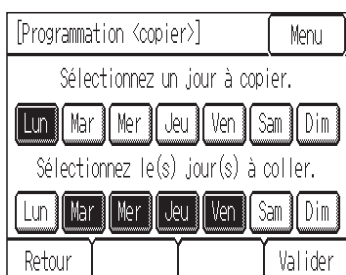 [Programmation <copier>] Menu
Sélectionnez un jour à copier.
Lun Mar Mer Jeu Ven Sam Dim
Sélectionnez le(s) jour(s) à coller.
Lun Mar Mer Jeu Ven Sam Dim
Retour Valider